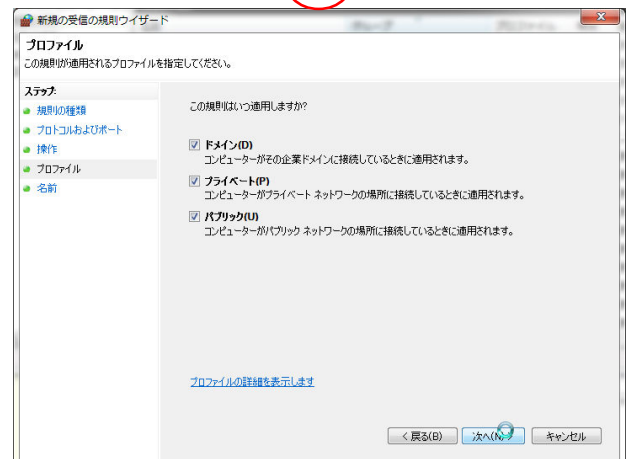 新規の受信の規則ウィザード
プロファイル
この規則が適用されるプロファイルを指定してください。
ステップ:
規則の種類
プロトコルおよびポート
操作
プロファイル
名前
この規則はいつ適用しますか?
ドメイン(D)
コンピューターがその企業ドメインに接続しているときに適用されます。
プライベート(P)
コンピューターがプライベート ネットワークの場所に接続しているときに適用されます。
パブリック(U)
コンピューターがパブリック ネットワークの場所に接続しているときに適用されます。
プロファイルの詳細を表示します
< 戻る(B)
次へ(N)
キャンセル